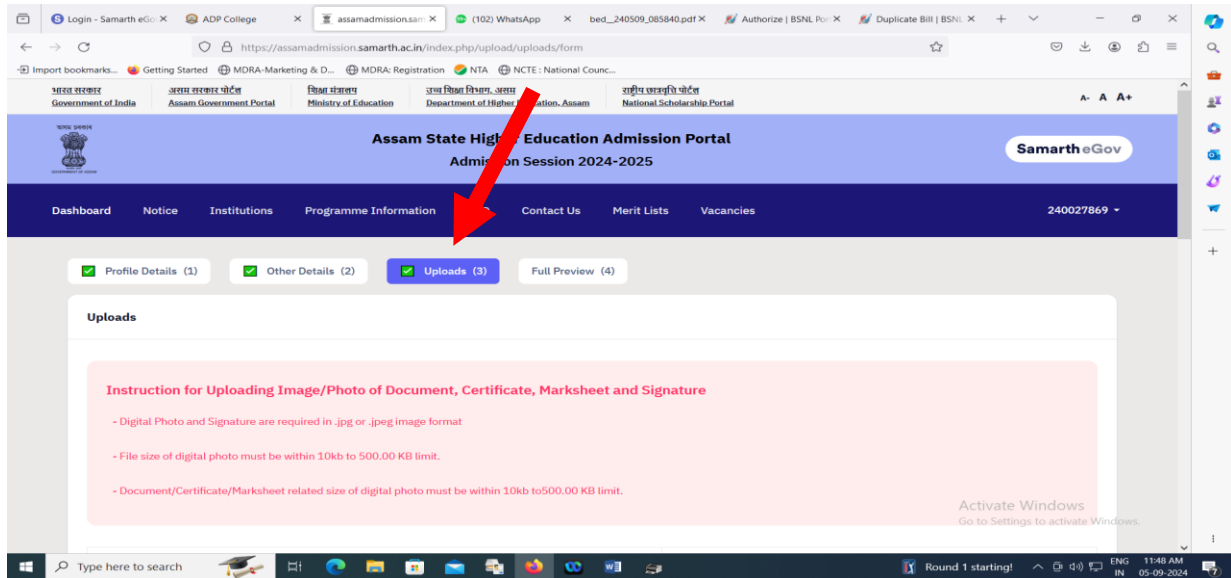 Login - Samarth eGo
ADP College
assamadmission.sam
(102) WhatsApp
bed_240509_085840.pdf
Authorize | BSNL Por
Duplicate Bill | BSNL
https://assamadmission.samarth.ac.in/index.php/upload/uploads/form
Import bookmarks... Getting Started MDRA-Marketing & D... MDRA: Registration NTA NCTE : National Counc...
भारत सरकार असम सरकार पोर्टल शिक्षा मंत्रालय उच्च शिक्षा विभाग, असम राष्ट्रीय छात्रवृत्ति पोर्टल
Government of India Assam Government Portal Ministry of Education Department of Higher Education, Assam National Scholarship Portal
A- A A+
Assam State Higher Education Admission Portal
Admission Session 2024-2025
Samarth eGov
Dashboard Notice Institutions Programme Information Contact Us Merit Lists Vacancies 240027869
Profile Details (1) Other Details (2) Uploads (3) Full Preview (4)
Uploads
Instruction for Uploading Image/Photo of Document, Certificate, Marksheet and Signature
- Digital Photo and Signature are required in .jpg or .jpeg image format
- File size of digital photo must be within 10kb to 500.00 KB limit.
- Document/Certificate/Marksheet related size of digital photo must be within 10kb to500.00 KB limit.
Activate Windows
Go to Settings to activate Windows.
Type here to search
Round 1 starting!
ENG
IN
11:48 AM
05-09-2024